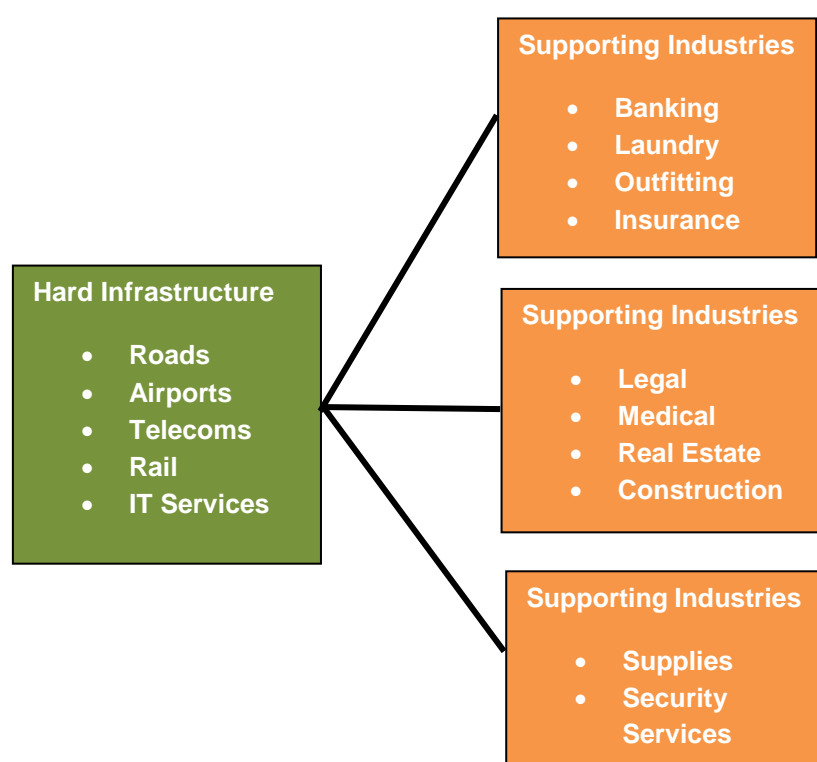 Supporting Industries
• Banking
• Laundry
• Outfitting
• Insurance
Hard Infrastructure
• Roads
• Airports
• Telecoms
• Rail
• IT Services
Supporting Industries
• Legal
• Medical
• Real Estate
• Construction
Supporting Industries
• Supplies
• Security
Services